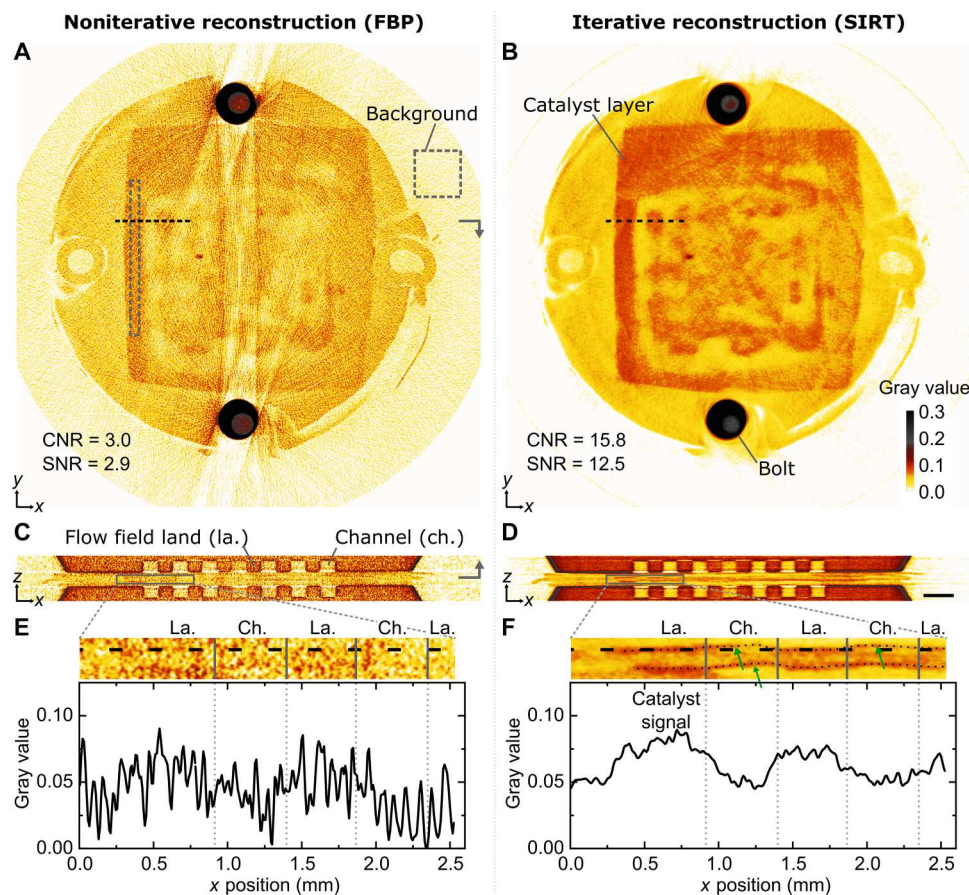 Noniterative reconstruction (FBP)
Iterative reconstruction (SIRT)
A
Background
CNR = 3.0
SNR = 2.9
y
x
B
Catalyst layer
Gray value
0.3
0.2
0.1
0.0
CNR = 15.8
SNR = 12.5
Bolt
y
x
C
Flow field land (la.)
Channel (ch.)
z
x
D
z
x
E
La.
Ch.
La.
Ch.
La.
Gray value
0.10
0.05
0.00
0.0
0.5
1.0
1.5
2.0
2.5
x position (mm)
F
La.
Ch.
La.
Ch.
La.
Catalyst
signal
Gray value
0.10
0.05
0.00
0.0
0.5
1.0
1.5
2.0
2.5
x position (mm)